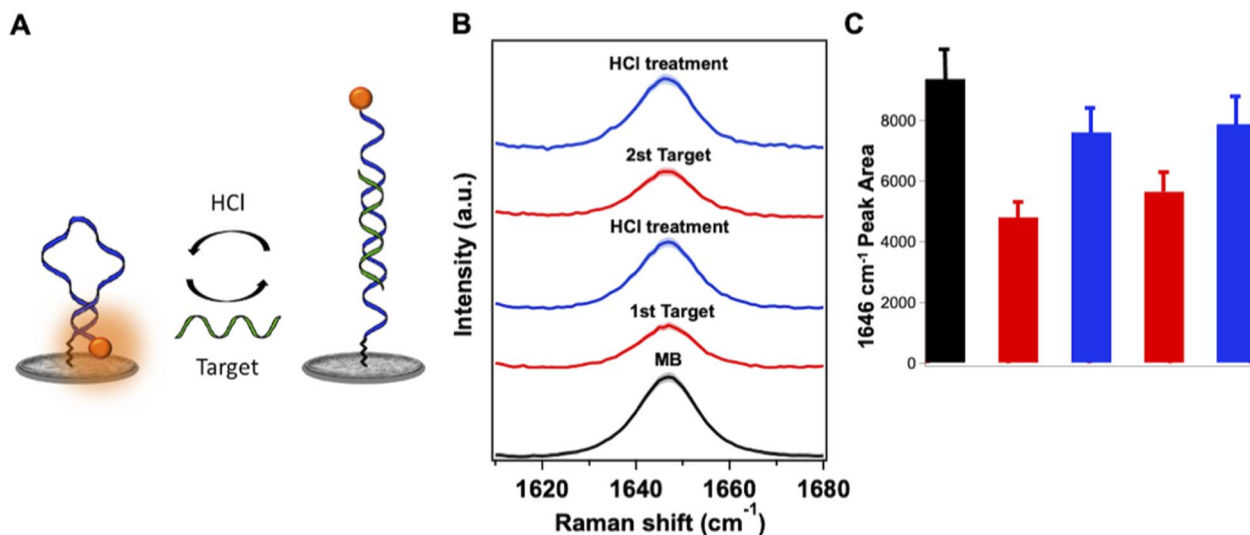 A
HCl
Target
B
HCl treatment
2st Target
HCl treatment
1st Target
MB
Intensity (a.u.)
1620 1640 1660 1680
Raman shift (cm⁻¹)
C
8000
6000
4000
2000
0
1646 cm⁻¹ Peak Area